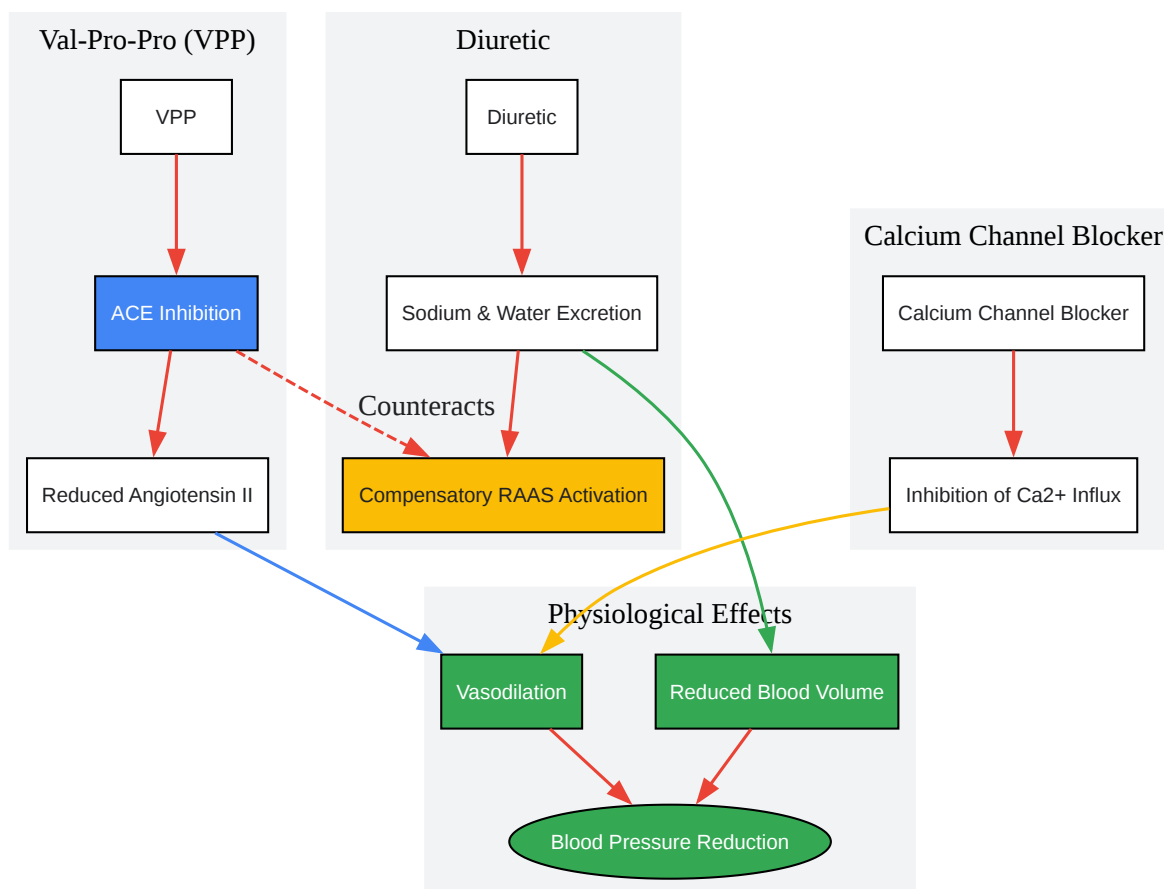 Val-Pro-Pro (VPP)
Diuretic
VPP
Diuretic
Calcium Channel Blocker
ACE Inhibition
Sodium & Water Excretion
Calcium Channel Blocker
Counteracts
Reduced Angiotensin II
Compensatory RAAS Activation
Inhibition of Ca2+ Influx
Physiological Effects
Vasodilation
Reduced Blood Volume
Blood Pressure Reduction